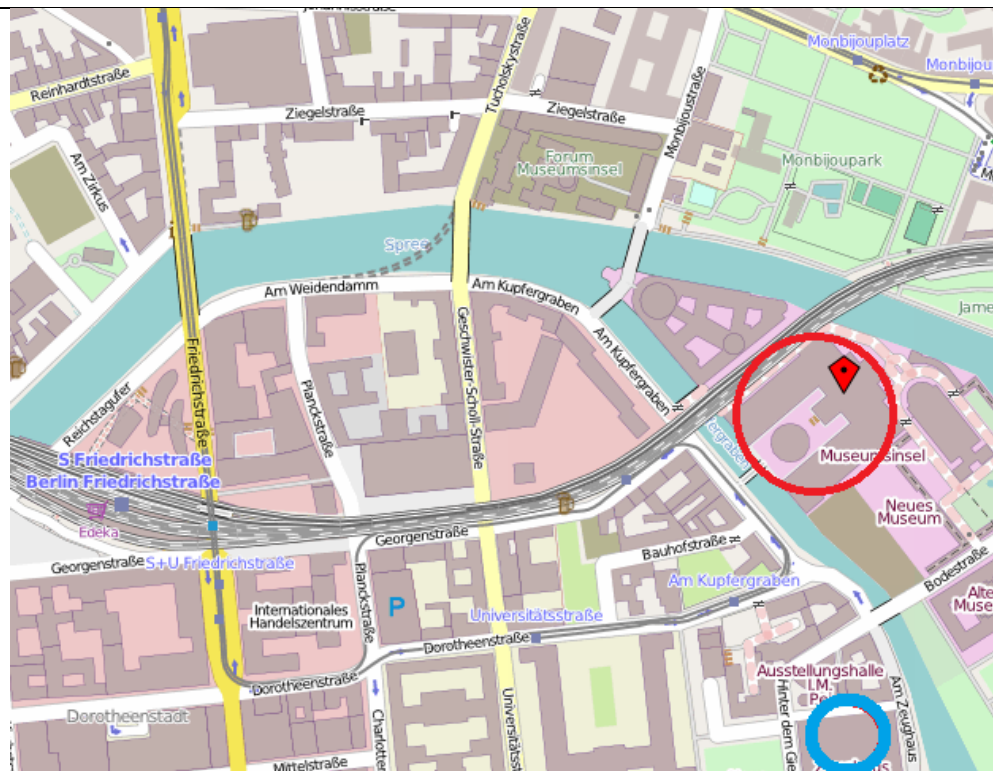 Monbijouplatz
Reinhardtstraße
Tucholskystraße
Ziegelstraße
Ziegelstraße
Monbijoustraße
Forum
Museumsinsel
Monbijoupark
Am Zirkus
Spree
Am Weidendamm
Am Kupfergraben
Am Kupfergraben
Geschwister-Scholl-Straße
Friedrichstraße
Planckstraße
Reichstagufer
S Friedrichstraße
Berlin Friedrichstraße
Edeka
Museumsinsel
Neues
Museum
Georgenstraße
Georgenstraße
S+U Friedrichstraße
Bauhofstraße
Bodestraße
Am Kupfergraben
Planckstraße
P
Internationales
Handelszentrum
Universitätsstraße
Dorotheenstraße
Dorotheenstraße
Ausstellungshalle
I.M.
Am Zeughaus
Dorotheenstadt
Mittelstraße